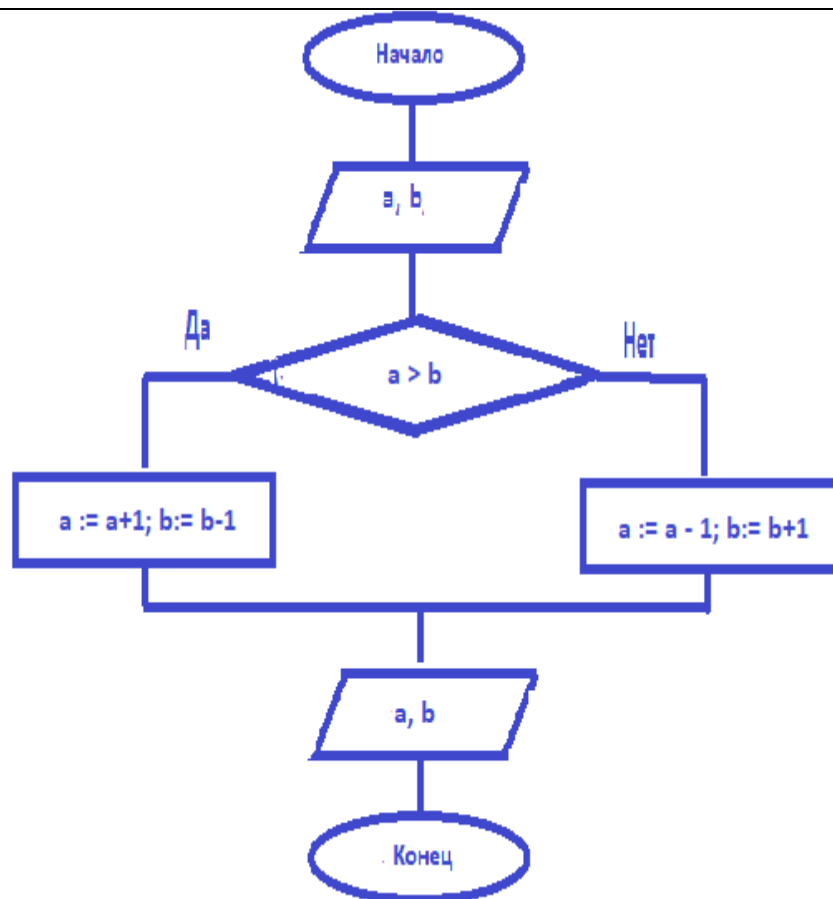 Начало
a, b
Да
Нет
a > b
a := a+1; b:= b-1
a := a - 1; b:= b+1
a, b
Конец